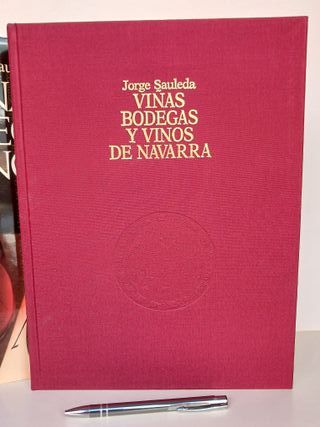 Jorge Sauleda
VIÑAS
BODEGAS
Y VINOS
DE NAVARRA